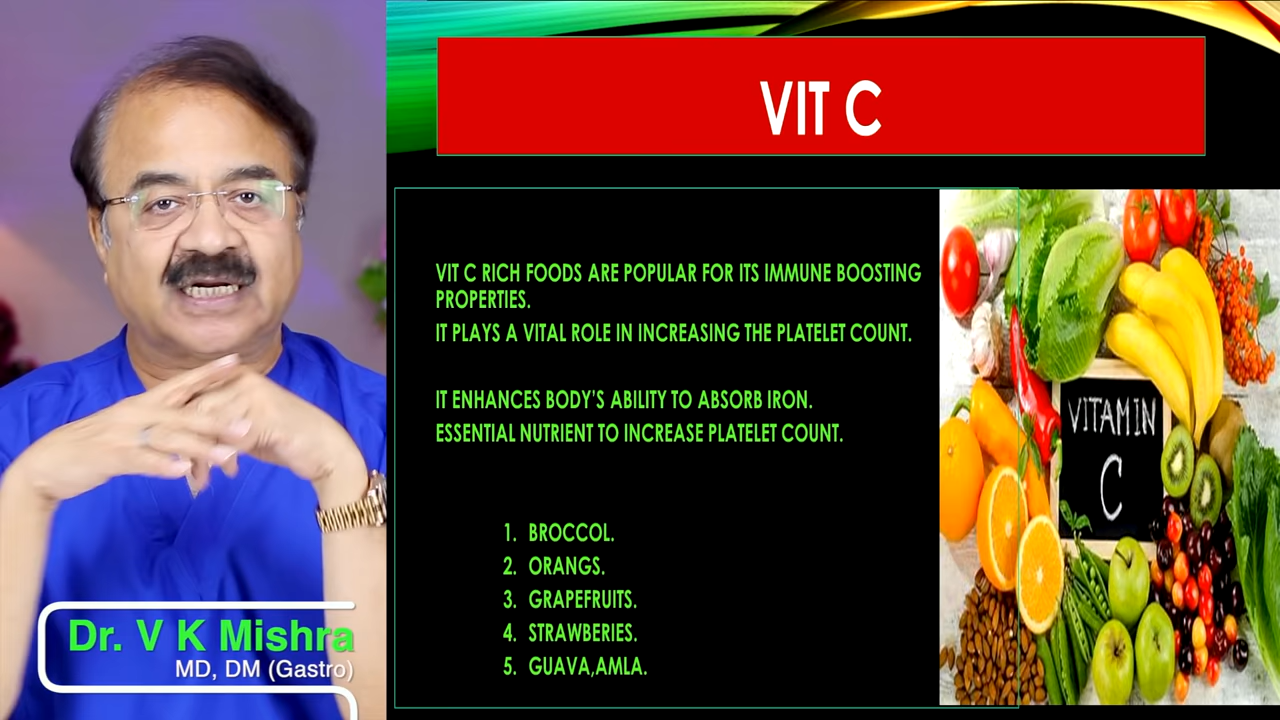 VIT C
VIT C RICH FOODS ARE POPULAR FOR ITS IMMUNE BOOSTING
PROPERTIES.
IT PLAYS A VITAL ROLE IN INCREASING THE PLATELET COUNT.
IT ENHANCES BODY'S ABILITY TO ABSORB IRON.
ESSENTIAL NUTRIENT TO INCREASE PLATELET COUNT.
1. BROCCOL.
2. ORANGS.
3. GRAPEFRUITS.
4. STRAWBERIES.
5. GUAVA,AMLA.
VITAMIN
C
Dr. V K Mishra
MD, DM (Gastro)